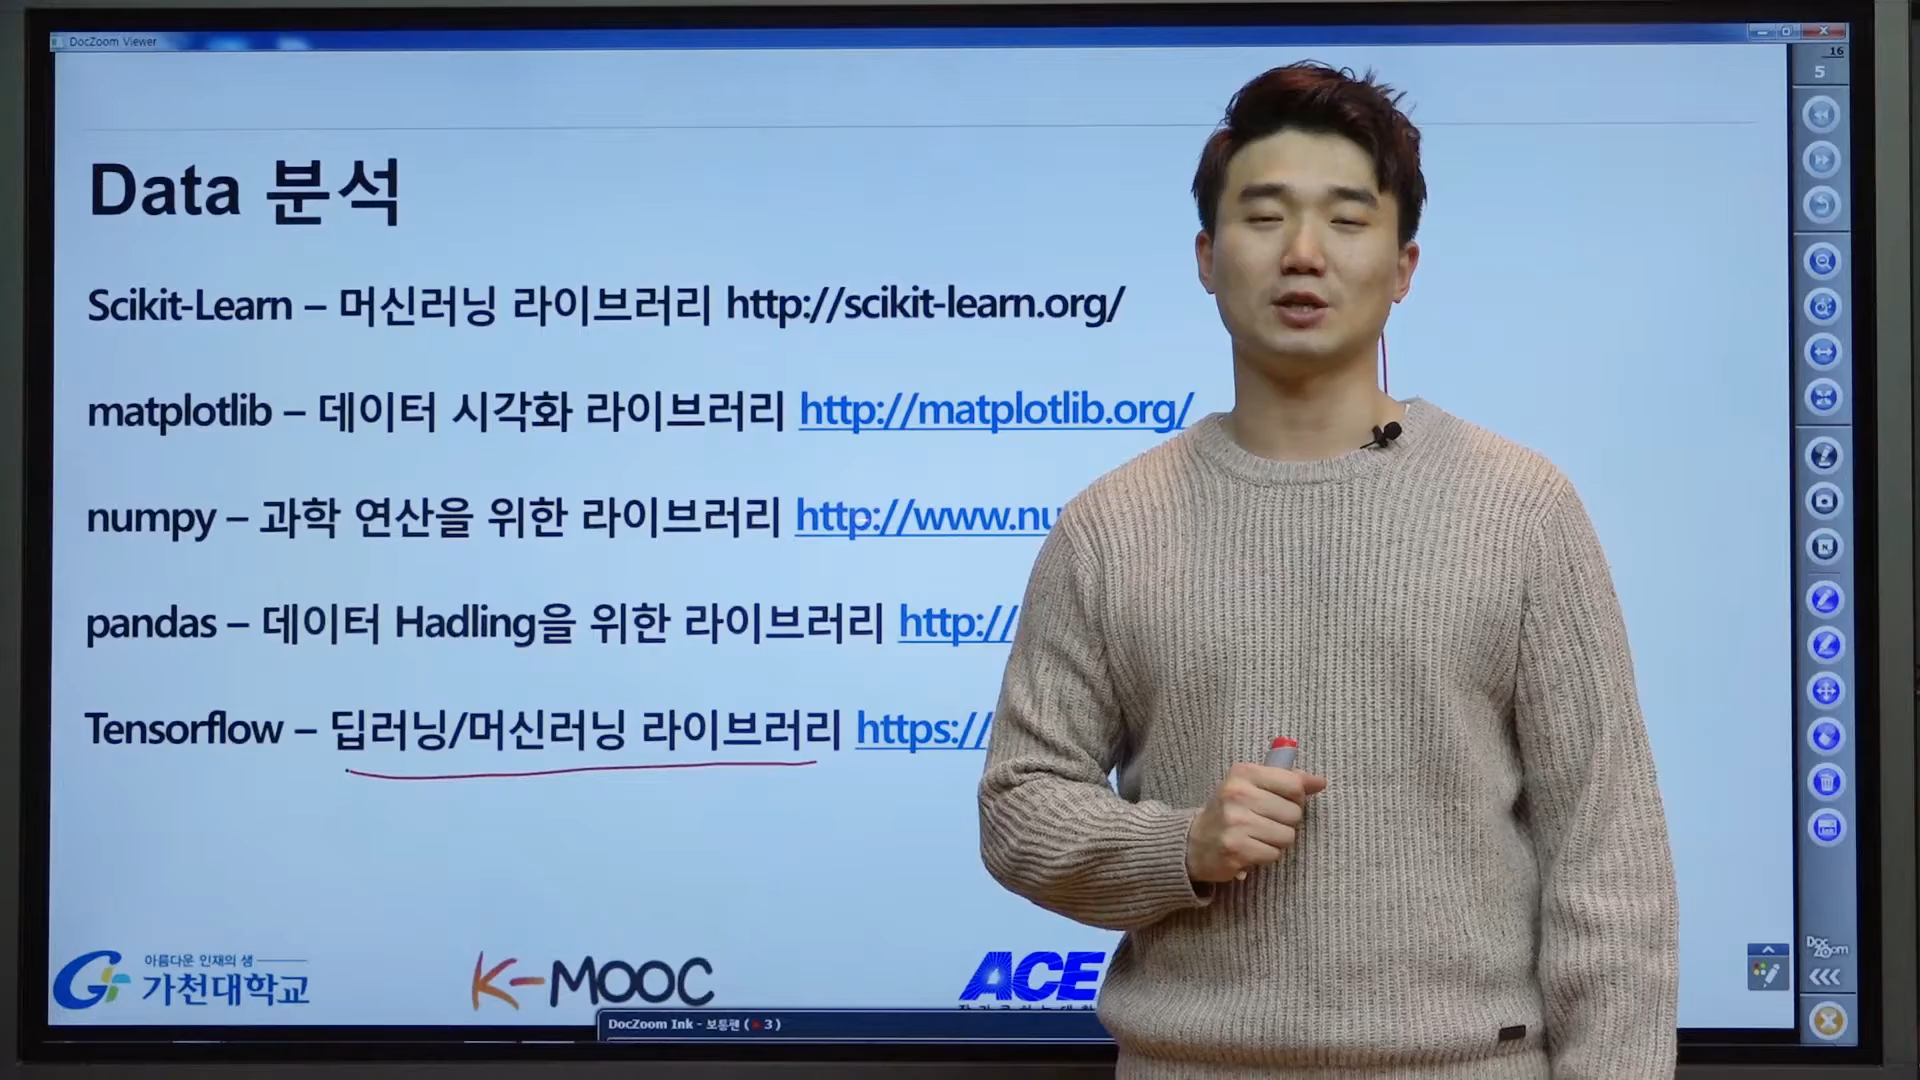 DocZoom Viewer
16
5
Data 분석
Scikit-Learn – 머신러닝 라이브러리 http://scikit-learn.org/
matplotlib – 데이터 시각화 라이브러리 http://matplotlib.org/
numpy – 과학 연산을 위한 라이브러리 http://www.nu
pandas – 데이터 Hadling을 위한 라이브러리 http://
Tensorflow – 딥러닝/머신러닝 라이브러리 https://
아름다운 인재의 샘
가천대학교
K-MOOC
ACE
DocZoom
DocZoom Ink - 보통펜 ( 3 )